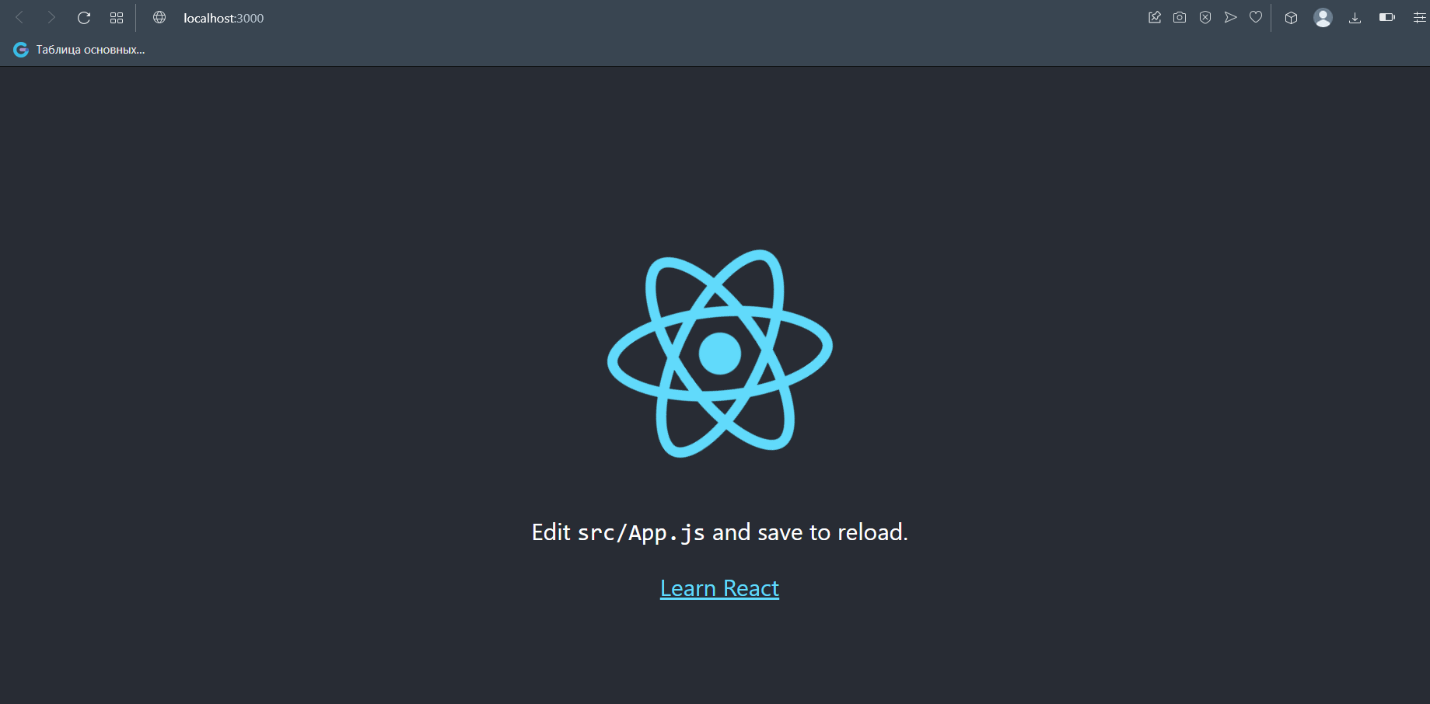 localhost:3000
Таблица основных...
Edit src/App.js and save to reload.
Learn React